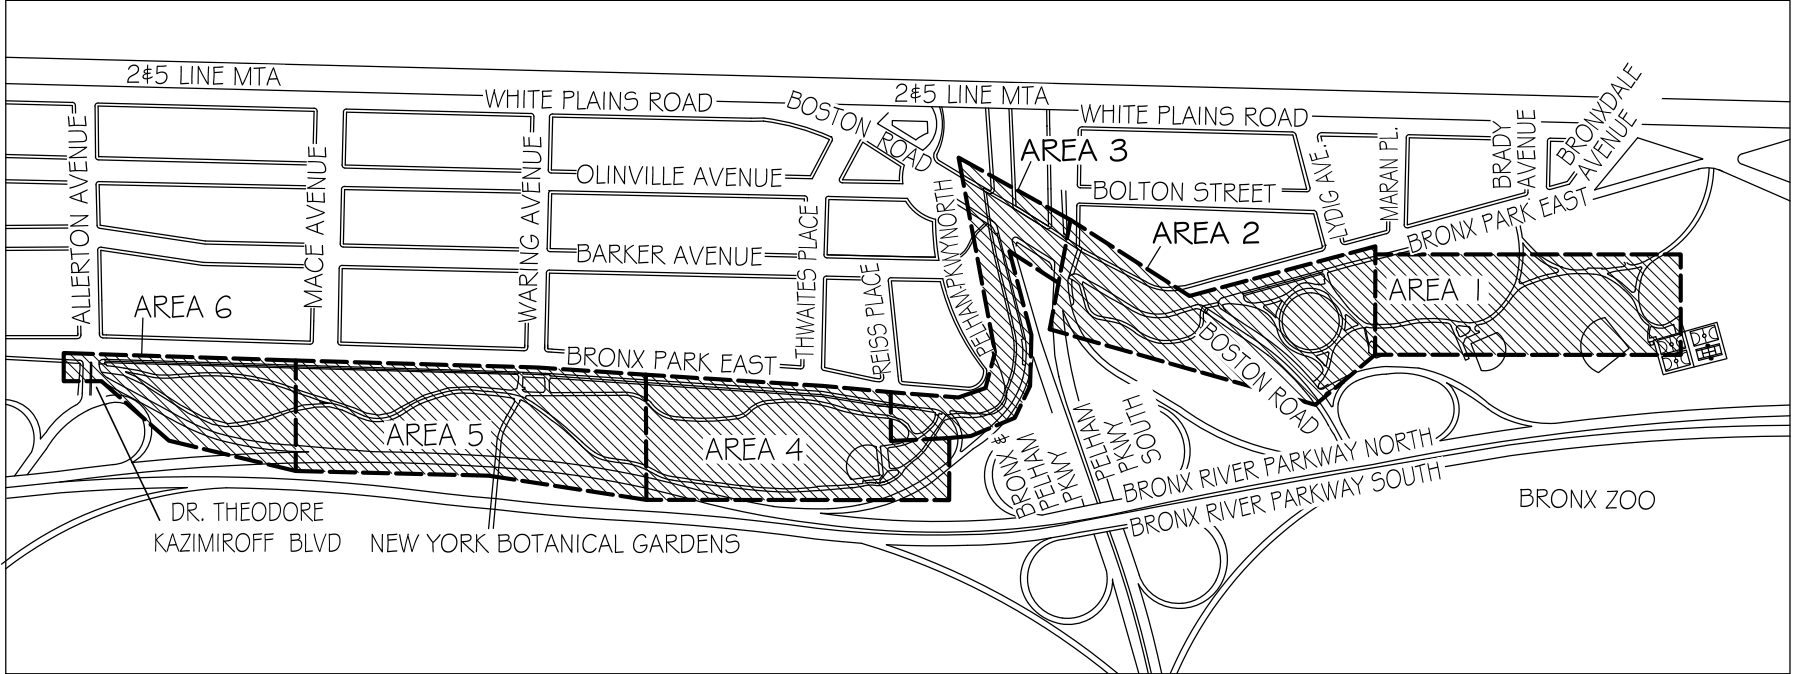 2&5 LINE MTA
WHITE PLAINS ROAD
BOSTON
ROAD
2&5 LINE MTA
WHITE PLAINS ROAD
BRONXDALE
AVENUE
ALLERTON AVENUE
MACE AVENUE
WARING AVENUE
OLINVILLE AVENUE
AREA 3
BOLTON STREET
LYDIG AVE.
MARAN PL.
BRADY
AVENUE
BARKER AVENUE
THWAITES PLACE
REISS PLACE
PELHAM PKWY NORTH
AREA 2
BRONX PARK EAST
AREA 6
AREA 1
BRONX PARK EAST
BOSTON ROAD
AREA 5
AREA 4
BRONX
&
PELHAM
PKWY
PELHAM
PKWY
SOUTH
BRONX RIVER PARKWAY NORTH
BRONX RIVER PARKWAY SOUTH
BRONX ZOO
DR. THEODORE
KAZIMIROFF BLVD
NEW YORK BOTANICAL GARDENS